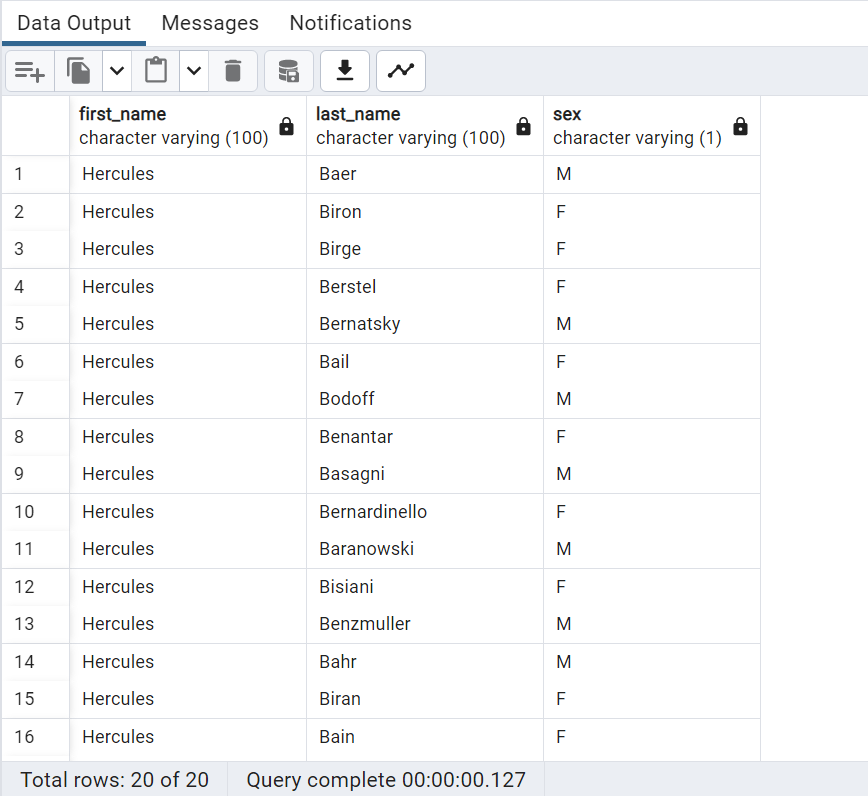 Data Output Messages Notifications
first_name last_name sex
character varying (100) character varying (100) character varying (1)
1 Hercules Baer M
2 Hercules Biron F
3 Hercules Birge F
4 Hercules Berstel F
5 Hercules Bernatsky M
6 Hercules Bail F
7 Hercules Bodoff M
8 Hercules Benantar F
9 Hercules Basagni M
10 Hercules Bernardinello F
11 Hercules Baranowski M
12 Hercules Bisiani F
13 Hercules Benzmuller M
14 Hercules Bahr M
15 Hercules Biran F
16 Hercules Bain F
Total rows: 20 of 20 Query complete 00:00:00.127